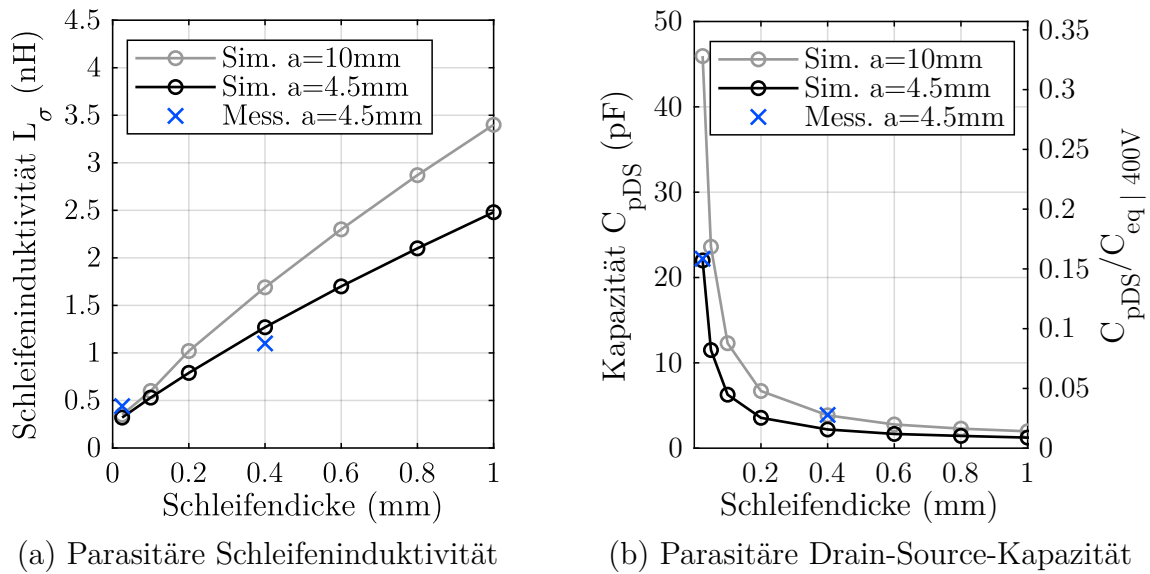 4.5
4
3.5
3
2.5
2
1.5
1
0.5
0
Schleifeninduktivität L_σ (nH)
Sim. a=10mm
Sim. a=4.5mm
Mess. a=4.5mm
0 0.2 0.4 0.6 0.8 1
Schleifendicke (mm)
(a) Parasitäre Schleifeninduktivität
50
40
30
20
10
0
Kapazität C_pDS (pF)
Sim. a=10mm
Sim. a=4.5mm
Mess. a=4.5mm
0.35
0.3
0.25
0.2
0.15
0.1
0.05
0
C_pDS/C_eq | 400V
0.2 0.4 0.6 0.8 1
Schleifendicke (mm)
(b) Parasitäre Drain-Source-Kapazität